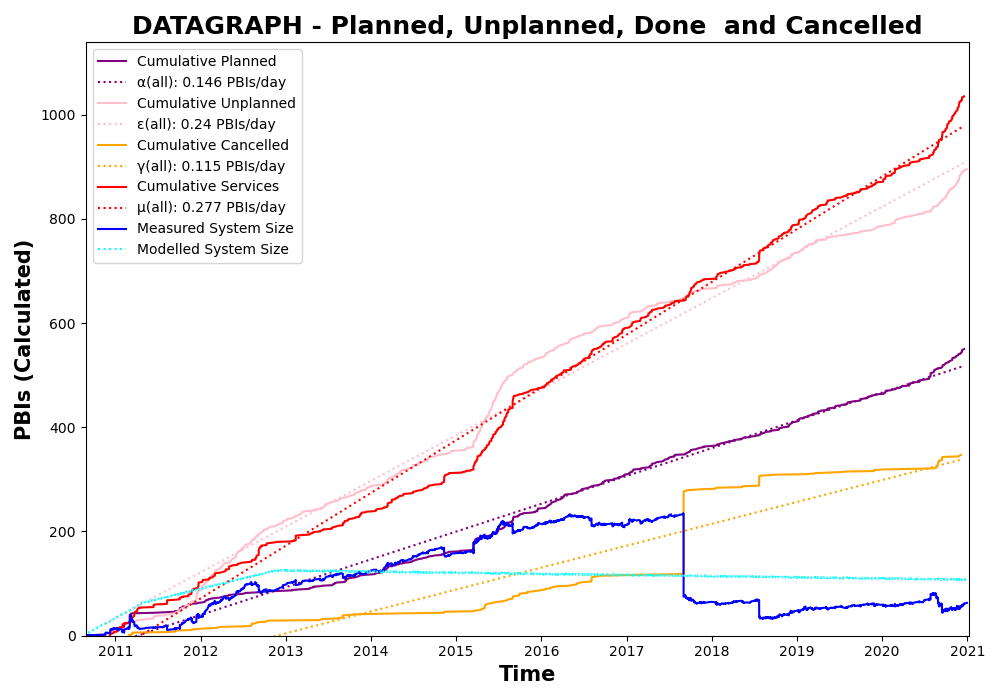 DATAGRAPH - Planned, Unplanned, Done  and Cancelled
Cumulative Planned
α(all): 0.146 PBIs/day
Cumulative Unplanned
ε(all): 0.24 PBIs/day
Cumulative Cancelled
γ(all): 0.115 PBIs/day
Cumulative Services
μ(all): 0.277 PBIs/day
Measured System Size
Modelled System Size
PBIs (Calculated)
1000
800
600
400
200
0
2011 2012 2013 2014 2015 2016 2017 2018 2019 2020 2021
Time